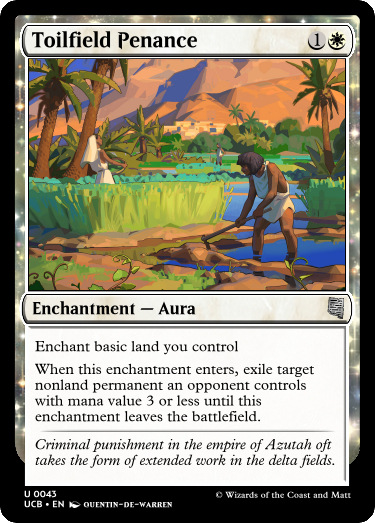 Toilfield Penance 1
Enchantment — Aura
Enchant basic land you control
When this enchantment enters, exile target
nonland permanent an opponent controls
with mana value 3 or less until this
enchantment leaves the battlefield.
Criminal punishment in the empire of Azutah oft
takes the form of extended work in the delta fields.
U 0043
UCB • EN QUENTIN-DE-WARREN
© Wizards of the Coast and Matt